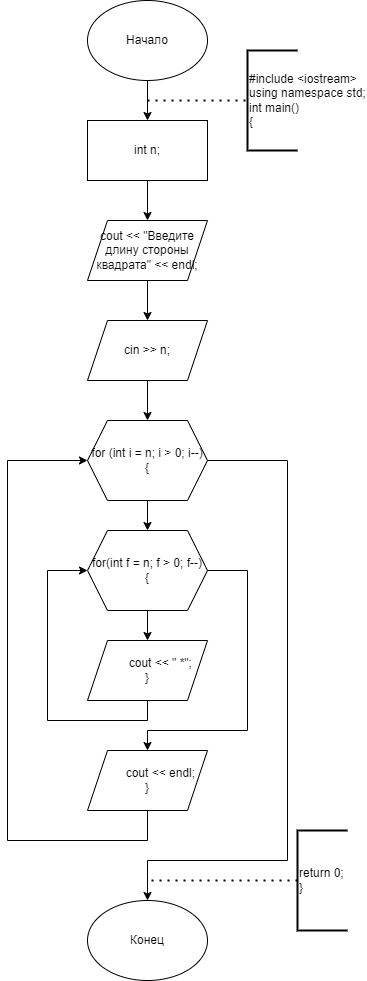 Начало
#include <iostream>
using namespace std;
int main()
{
int n;
cout << "Введите
длину стороны
квадрата" << endl;
cin >> n;
for (int i = n; i > 0; i--)
{
for(int f = n; f > 0; f--)
{
cout << " *";
}
cout << endl;
}
return 0;
}
Конец